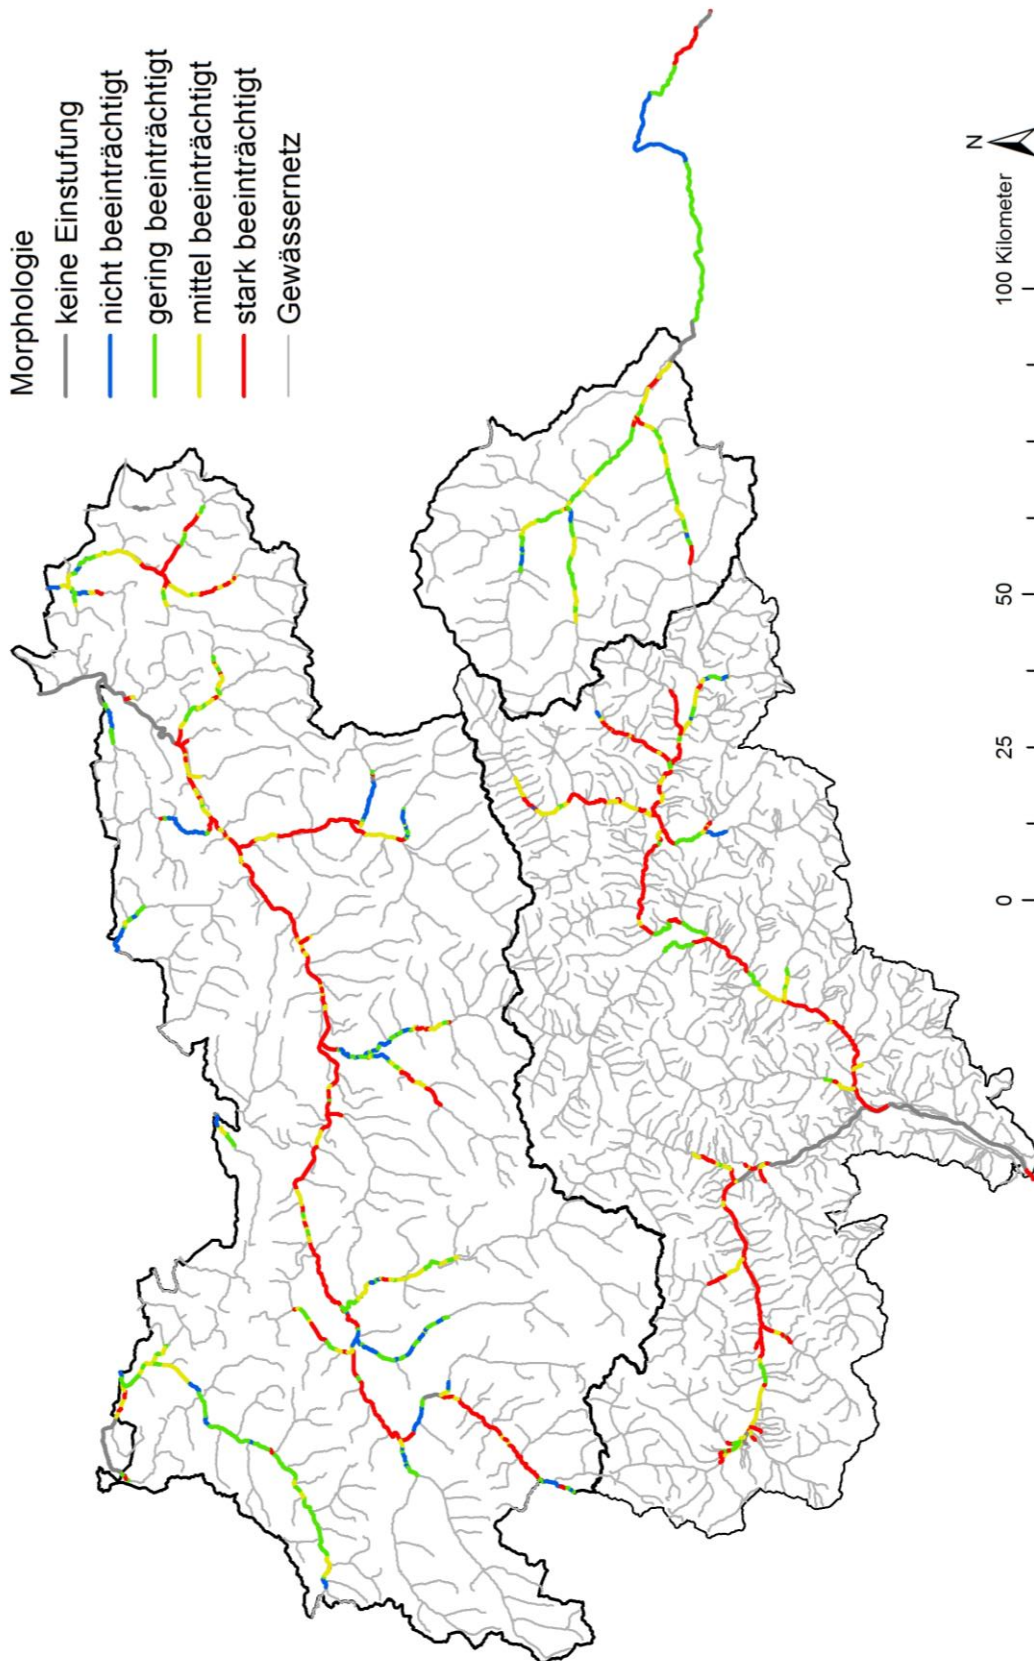 Morphologie
keine Einstufung
nicht beeinträchtigt
gering beeinträchtigt
mittel beeinträchtigt
stark beeinträchtigt
Gewässernetz
N
0
25
50
100 Kilometer